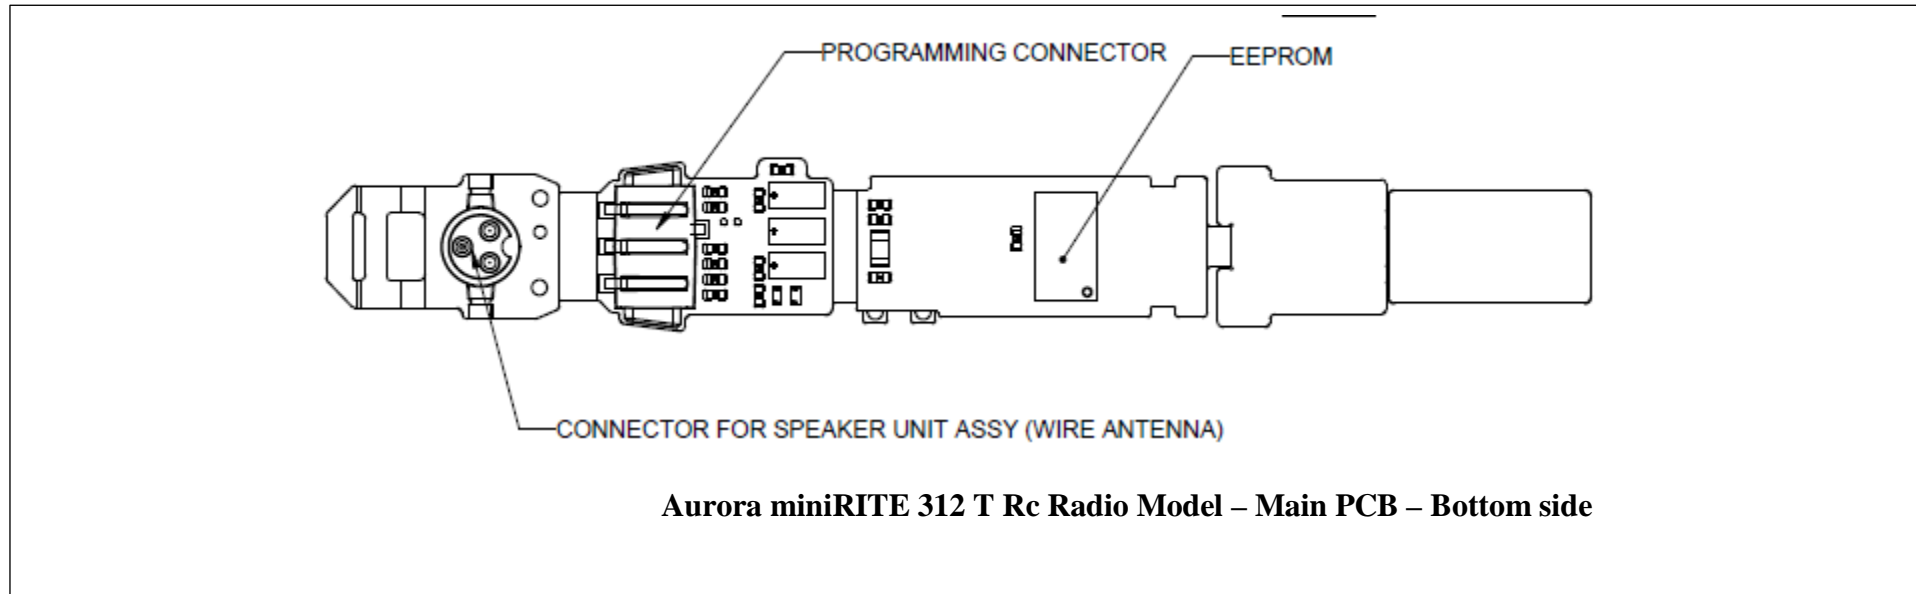 PROGRAMMING CONNECTOR
EEPROM
CONNECTOR FOR SPEAKER UNIT ASSY (WIRE ANTENNA)
Aurora miniRITE 312 T Rc Radio Model – Main PCB – Bottom side